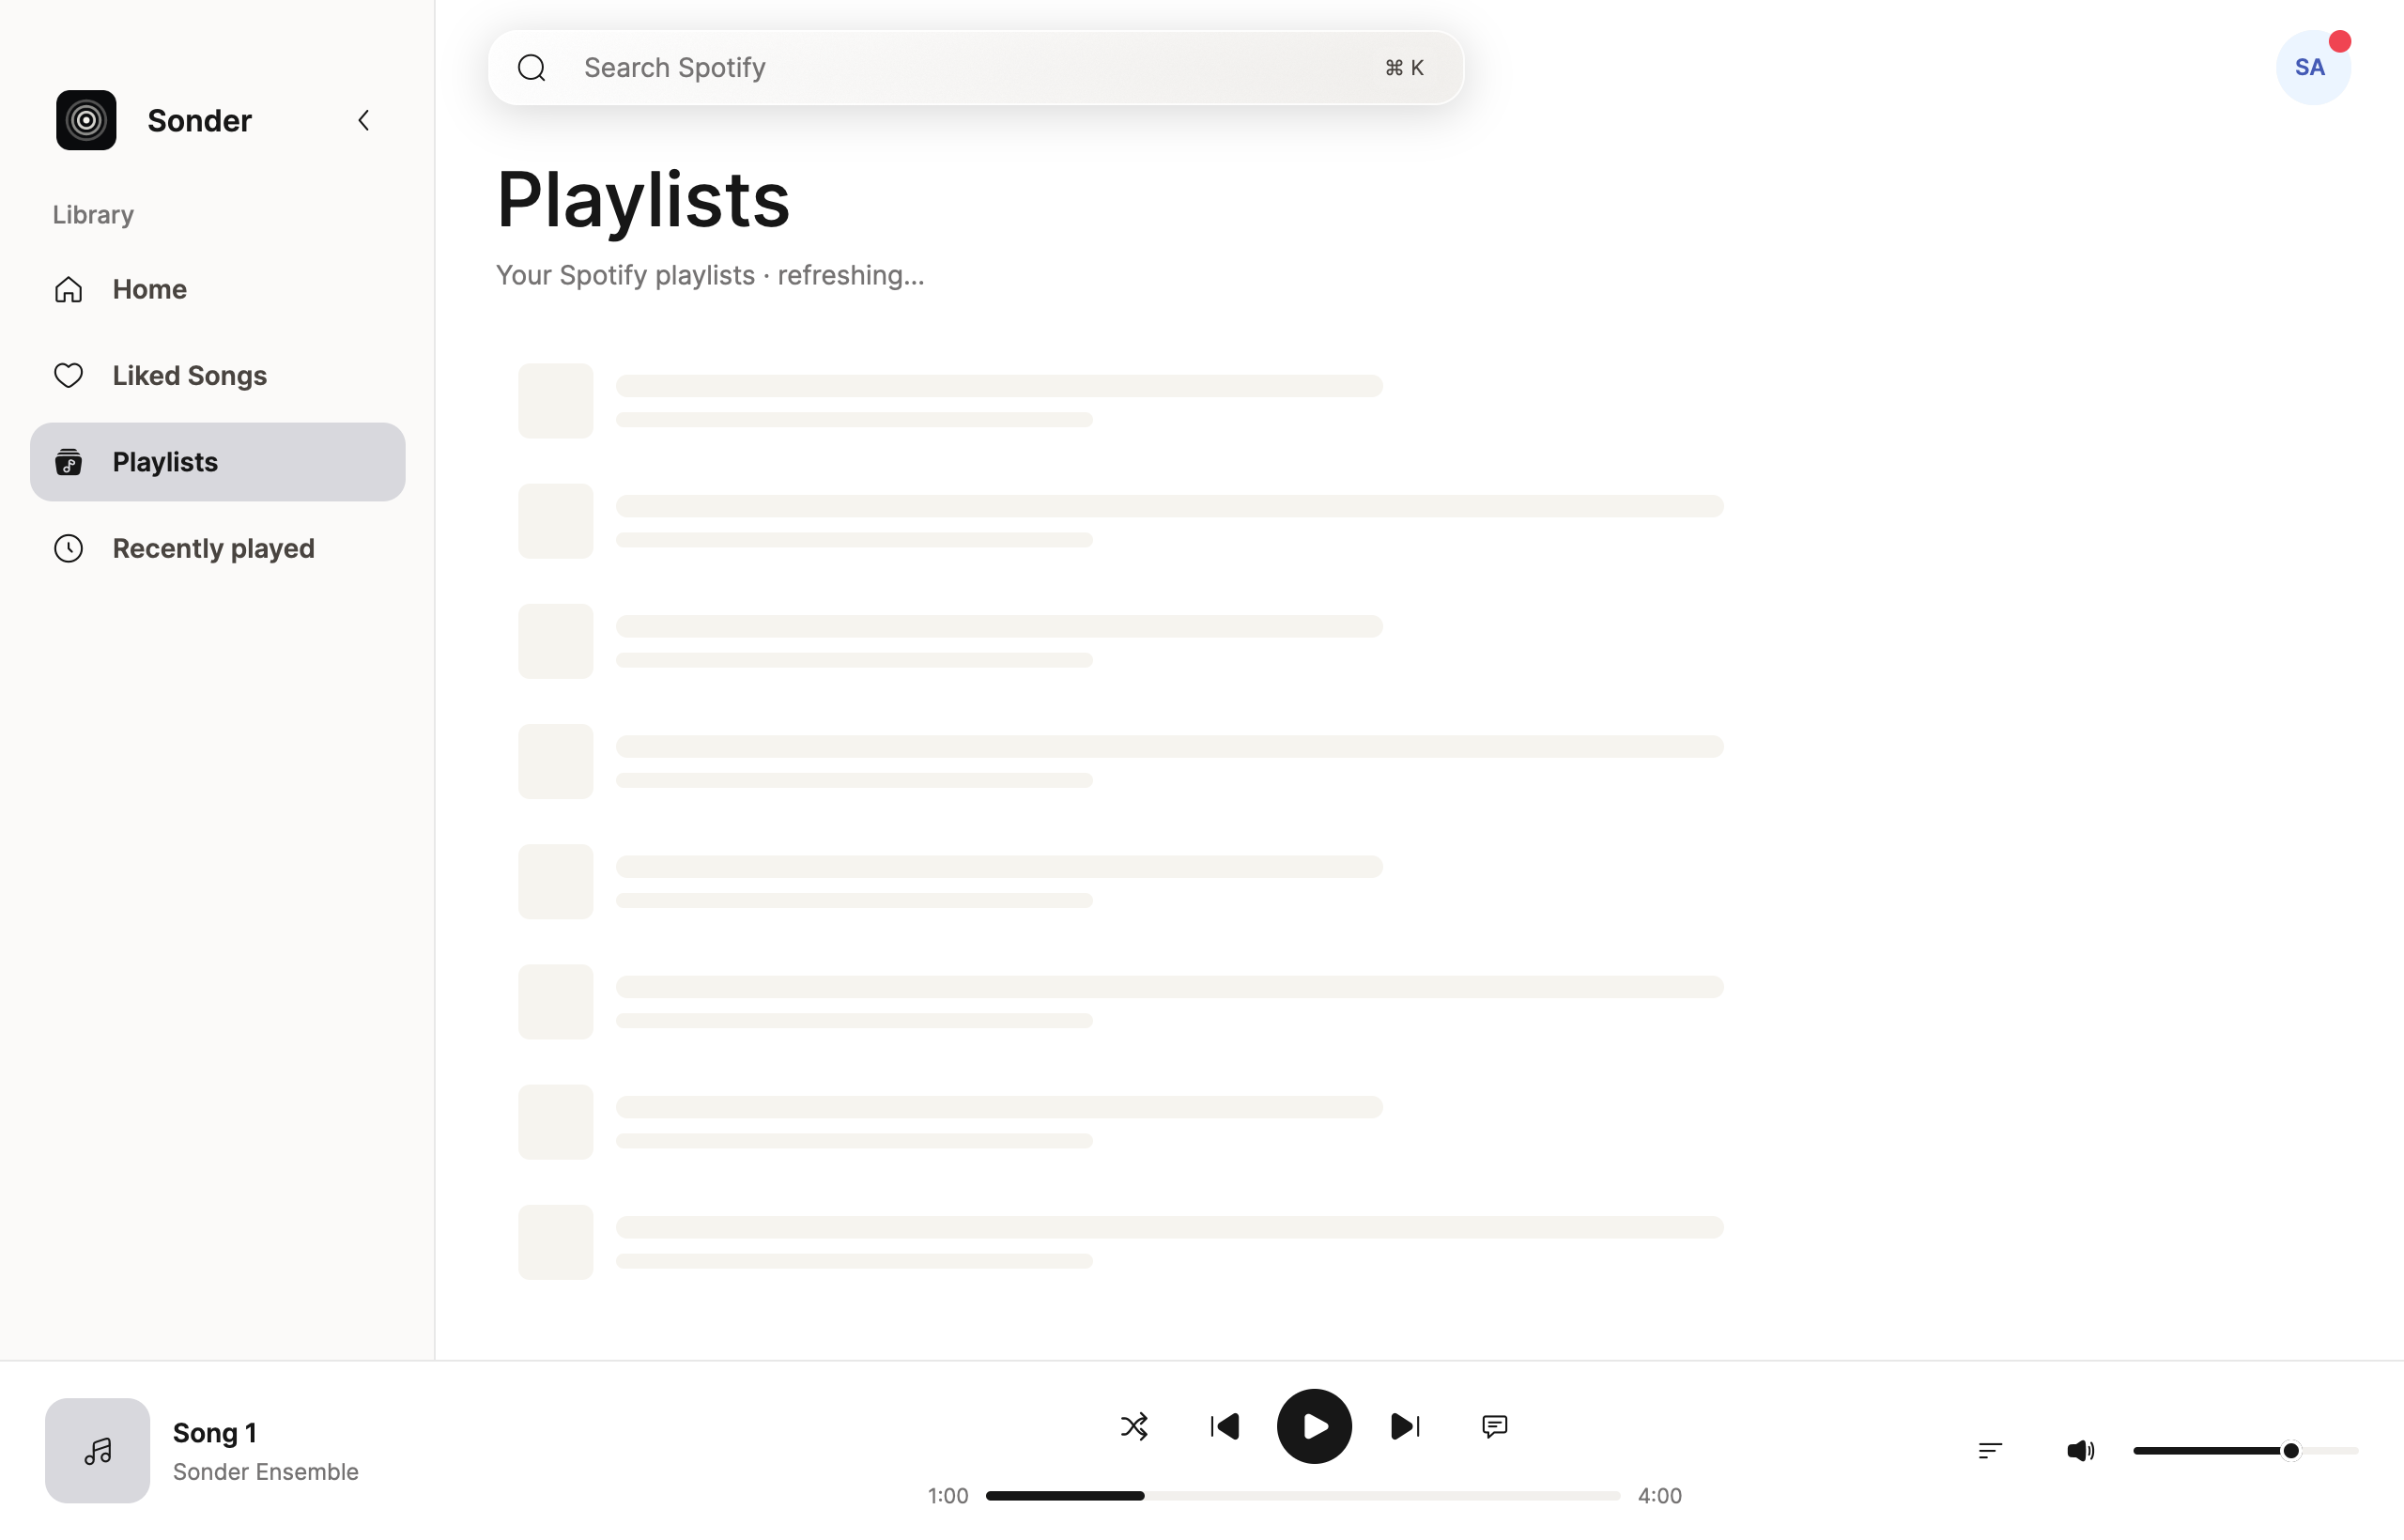 Sonder
Library
Home
Liked Songs
Playlists
Recently played
Search Spotify
⌘ K
SA
Playlists
Your Spotify playlists · refreshing...
Song 1
Sonder Ensemble
1:00
4:00